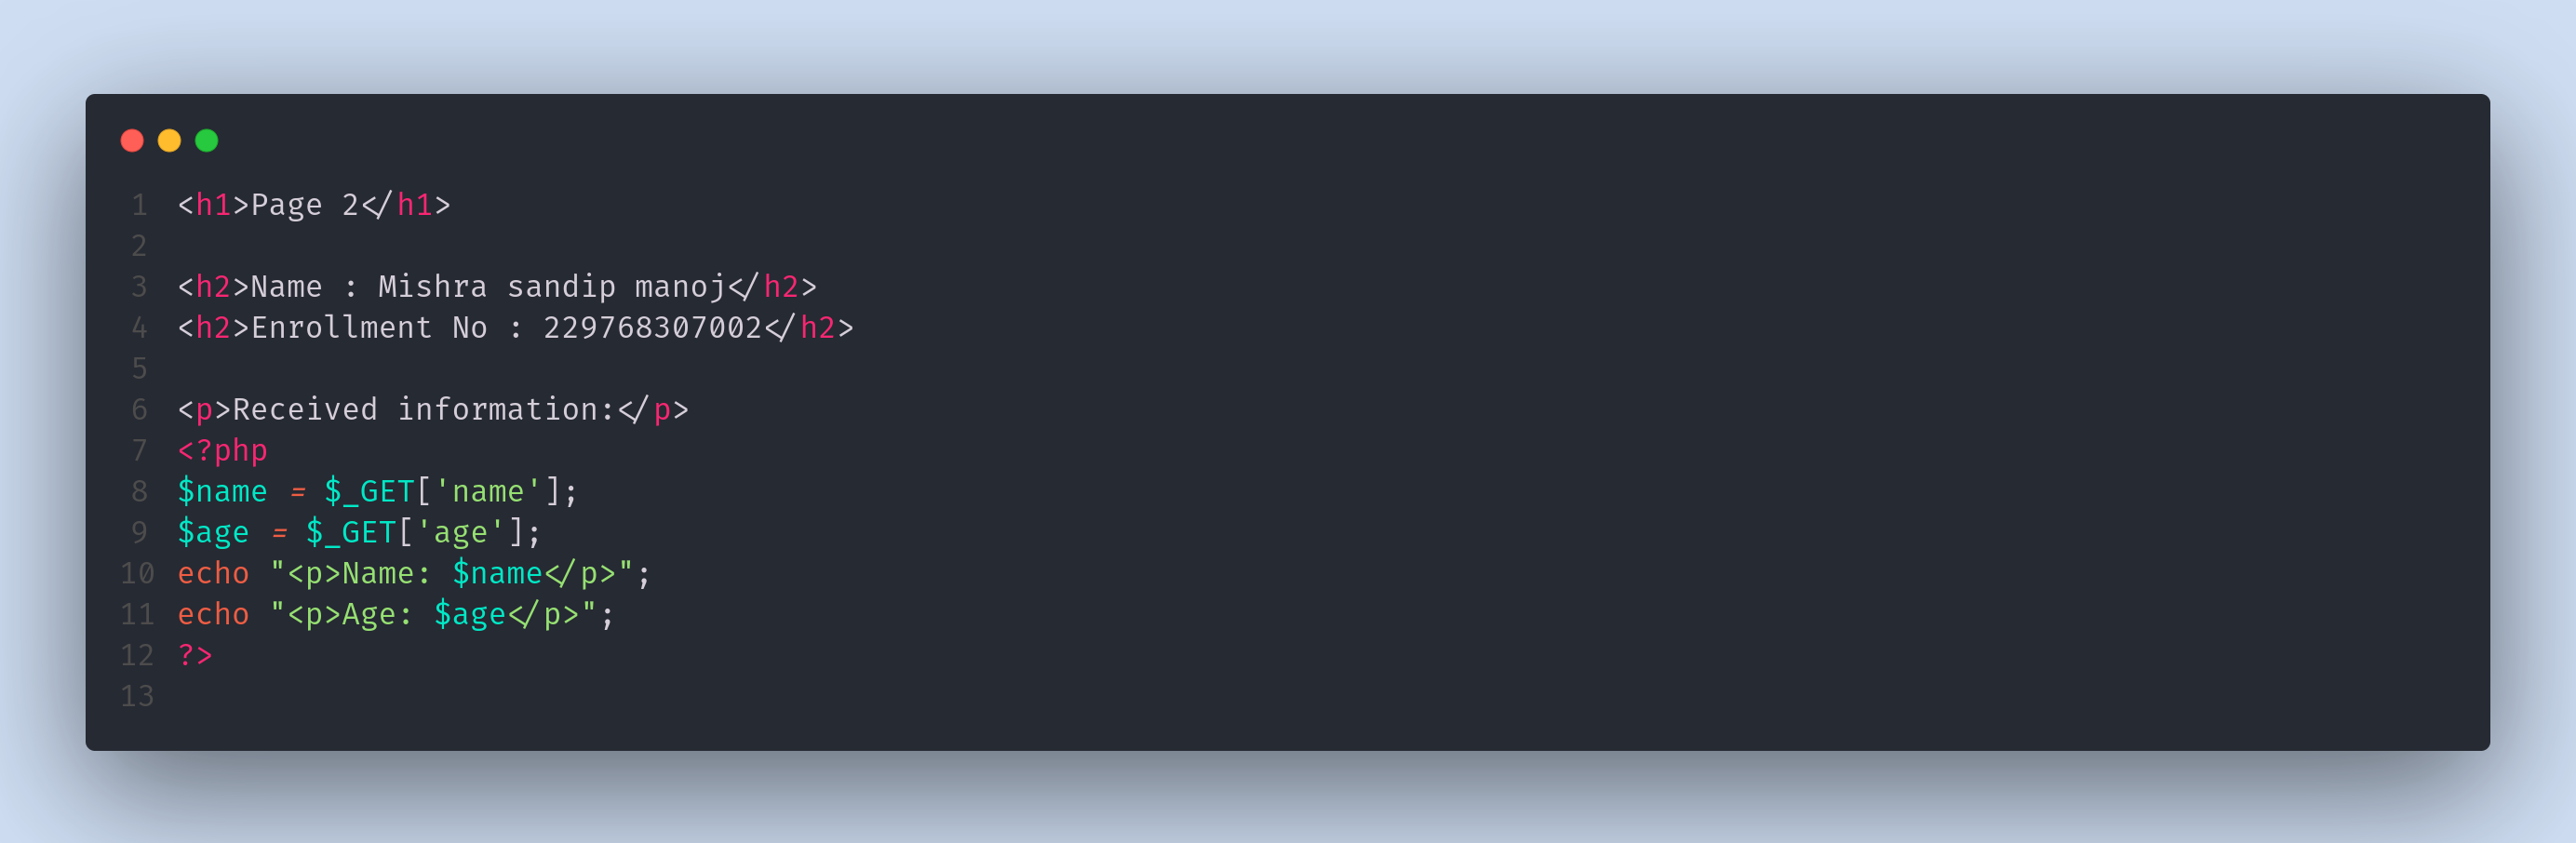 1 <h1>Page 2</h1>
2
3 <h2>Name : Mishra sandip manoj</h2>
4 <h2>Enrollment No : 229768307002</h2>
5
6 <p>Received information:</p>
7 <?php
8 $name = $_GET['name'];
9 $age = $_GET['age'];
10 echo "<p>Name: $name</p>";
11 echo "<p>Age: $age</p>";
12 ?>
13